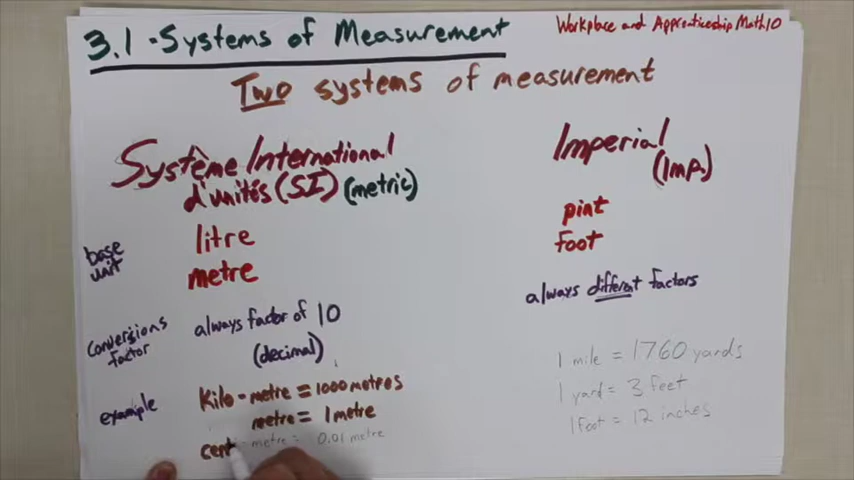 3.1 - Systems of Measurement
Workplace and Apprenticeship Math 10
Two systems of measurement
Système International
d'unités (SI) (metric)
Imperial
(Imp.)
base
unit
litre
metre
pint
foot
conversions
factor
always factor of 10
(decimal)
always different factors
example
Kilo - metre = 1000 metres
metre = 1 metre
cent - metre = 0.01 metre
1 mile = 1760 yards
1 yard = 3 feet
1 foot = 12 inches